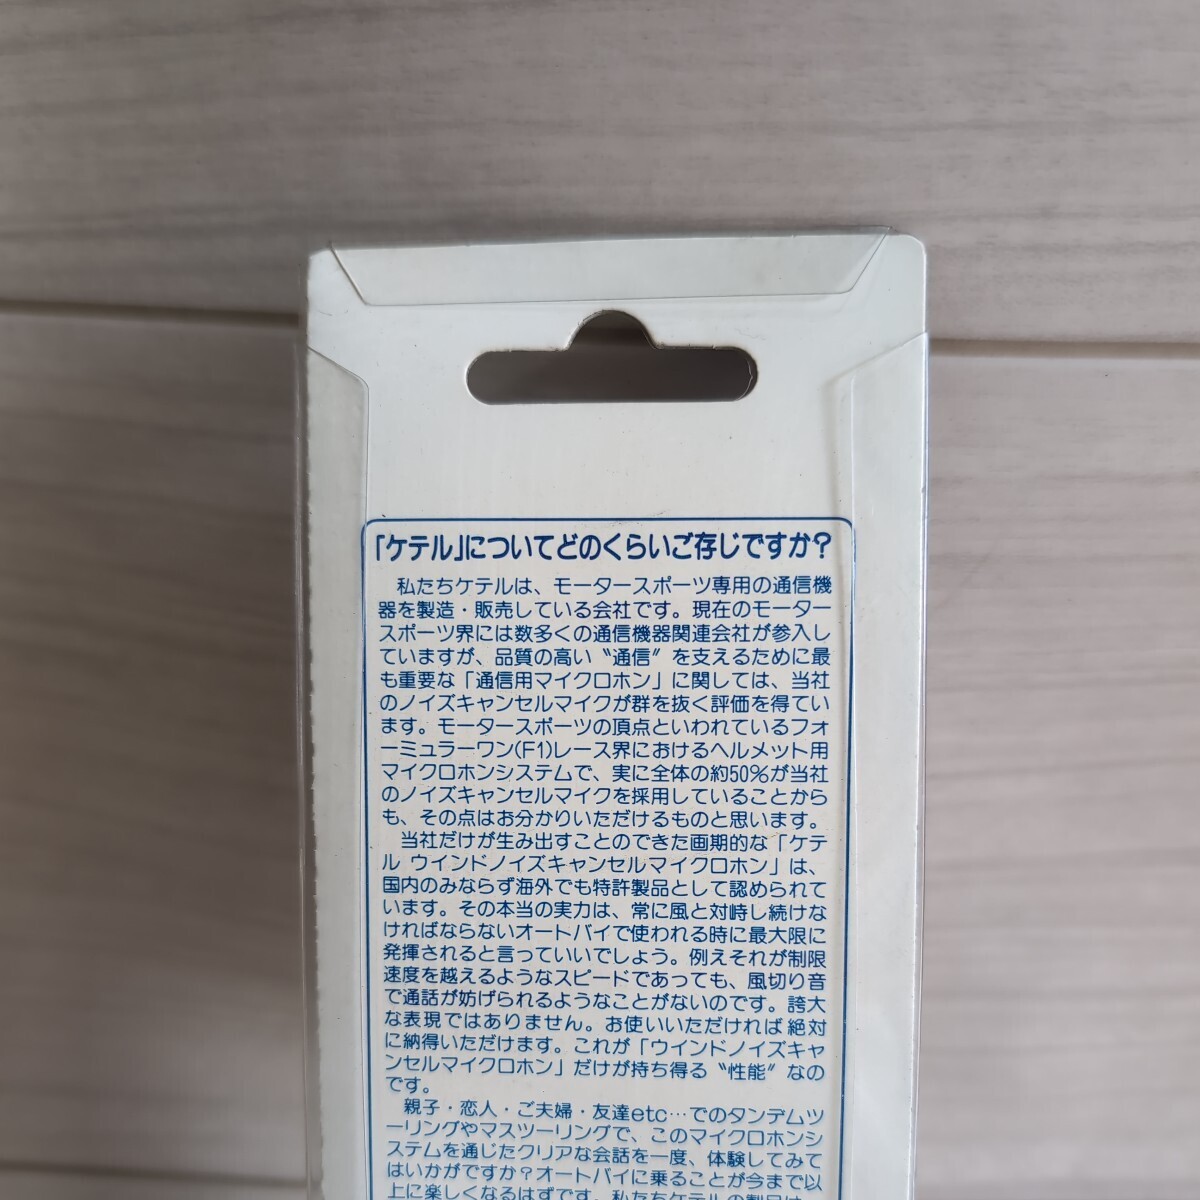 「ケテル」についてどのくらいご存じですか?
私たちケテルは、モータースポーツ専用の通信機
器を製造・販売している会社です。現在のモーター
スポーツ界には数多くの通信機器関連会社が参入し
ていますが、品質の高い〝通信〟を支えるために最
も重要な「通信用マイクロホン」に関しては、当社
のノイズキャンセルマイクが群を抜く評価を得てい
ます。モータースポーツの頂点といわれているフォ
ーミュラーワン(F1)レース界におけるヘルメット用
マイクロホンシステムで、実に全体の約50%が当社
のノイズキャンセルマイクを採用していることから
も、その点はお分かりいただけるものと思います。
当社だけが生み出すことのできた画期的な「ケテ
ル ウインドノイズキャンセルマイクロホン」は、
国内のみならず海外でも特許製品として認められて
います。その本当の実力は、常に風と対峙し続けな
ければならないオートバイで使われる時に最大限に
発揮されると言っていいでしょう。例えそれが制限
速度を越えるようなスピードであっても、風切り音
で通話が妨げられるようなことがないのです。誇大
な表現ではありません。お使いいただければ絶対
に納得いただけます。これが「ウインドノイズキャ
ンセルマイクロホン」だけが持ち得る〝性能〟なの
です。
親子・恋人・ご夫婦・友達etc…でのタンデムツ
ーリングやマスツーリングで、このマイクロホンシ
ステムを通じたクリアな会話を一度、体験してみて
はいかがですか?オートバイに乗ることが今まで以
上に楽しくなるはずです。私たちケテルの製品は、